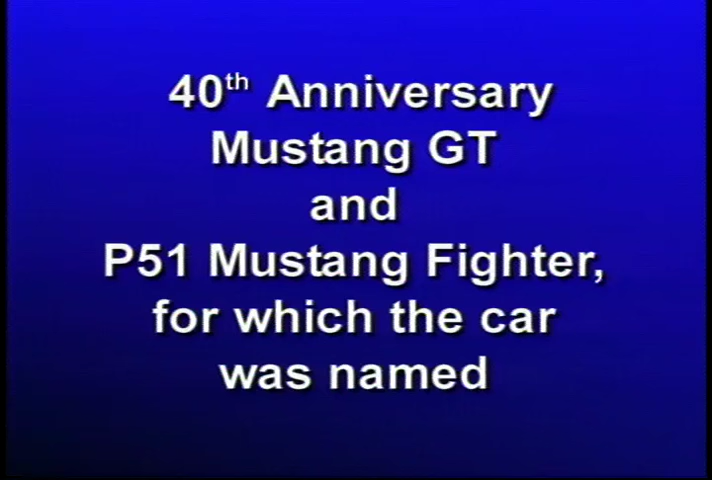 40th Anniversary
Mustang GT
and
P51 Mustang Fighter,
for which the car
was named